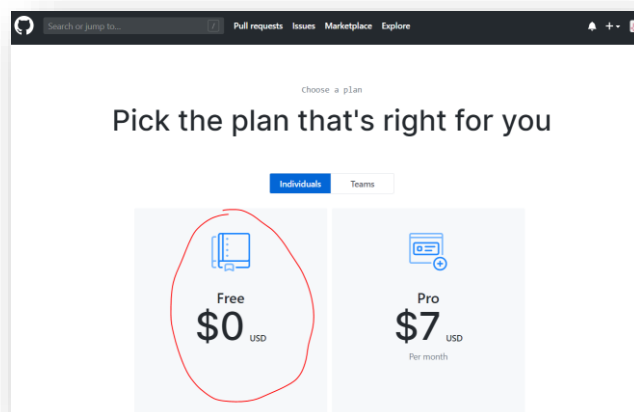 Search or jump to... / Pull requests Issues Marketplace Explore
Choose a plan
Pick the plan that's right for you
Individuals Teams
Free Pro
$0 USD $7 USD
Per month